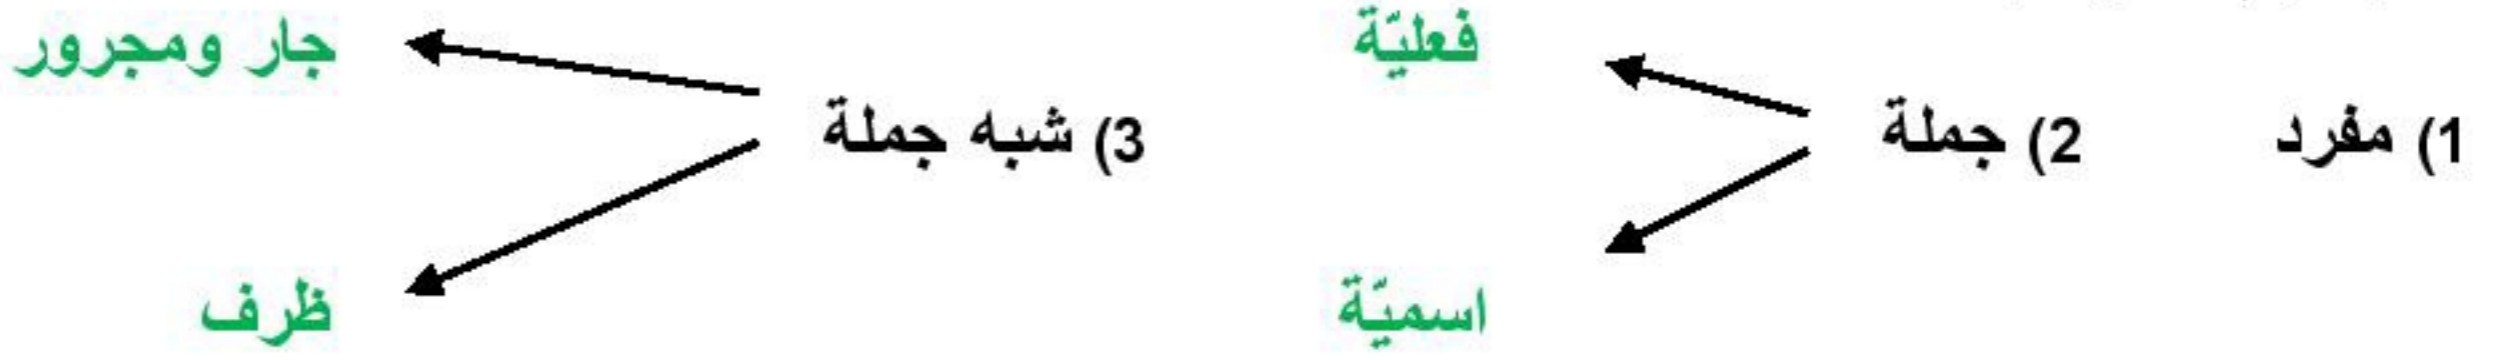 1) مفرد
2) جملة
فعليّة
اسميّة
3) شبه جملة
جار ومجرور
ظرف